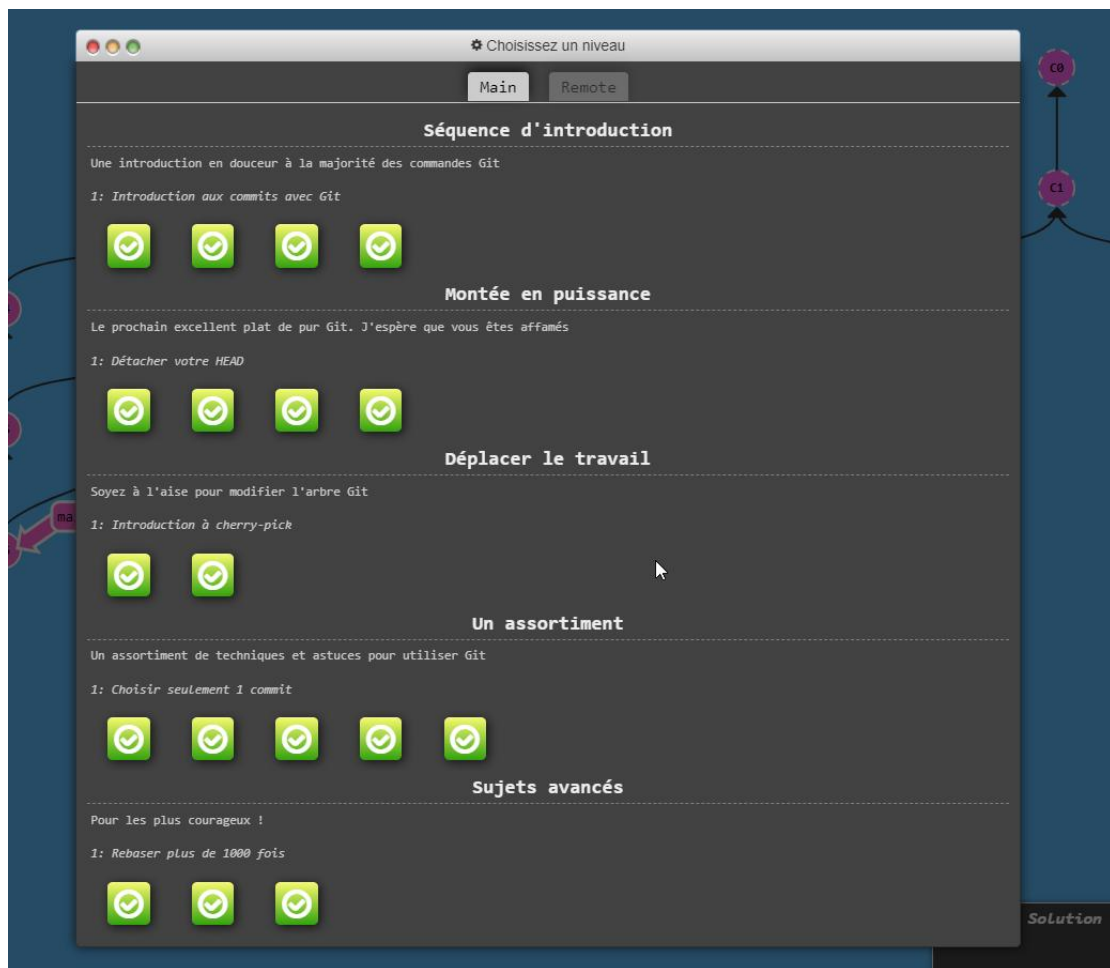 Choisissez un niveau
Main
Remote
C0
Séquence d'introduction
Une introduction en douceur à la majorité des commandes Git
C1
1: Introduction aux commits avec Git
Montée en puissance
Le prochain excellent plat de pur Git. J'espère que vous êtes affamés
1: Détacher votre HEAD
Déplacer le travail
Soyez à l'aise pour modifier l'arbre Git
ma
1: Introduction à cherry-pick
Un assortiment
Un assortiment de techniques et astuces pour utiliser Git
1: Choisir seulement 1 commit
Sujets avancés
Pour les plus courageux !
1: Rebaser plus de 1000 fois
Solution